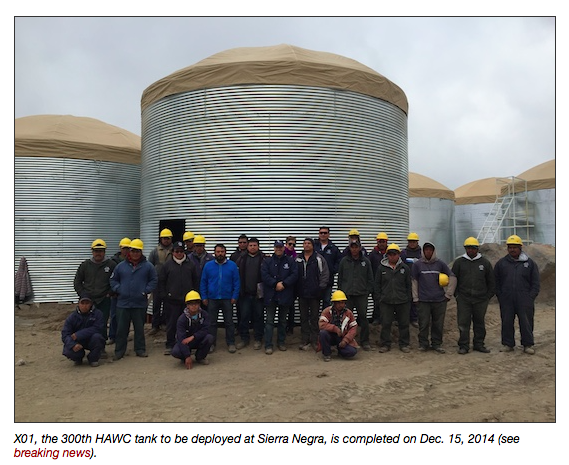 X01, the 300th HAWC tank to be deployed at Sierra Negra, is completed on Dec. 15, 2014 (see
breaking news).